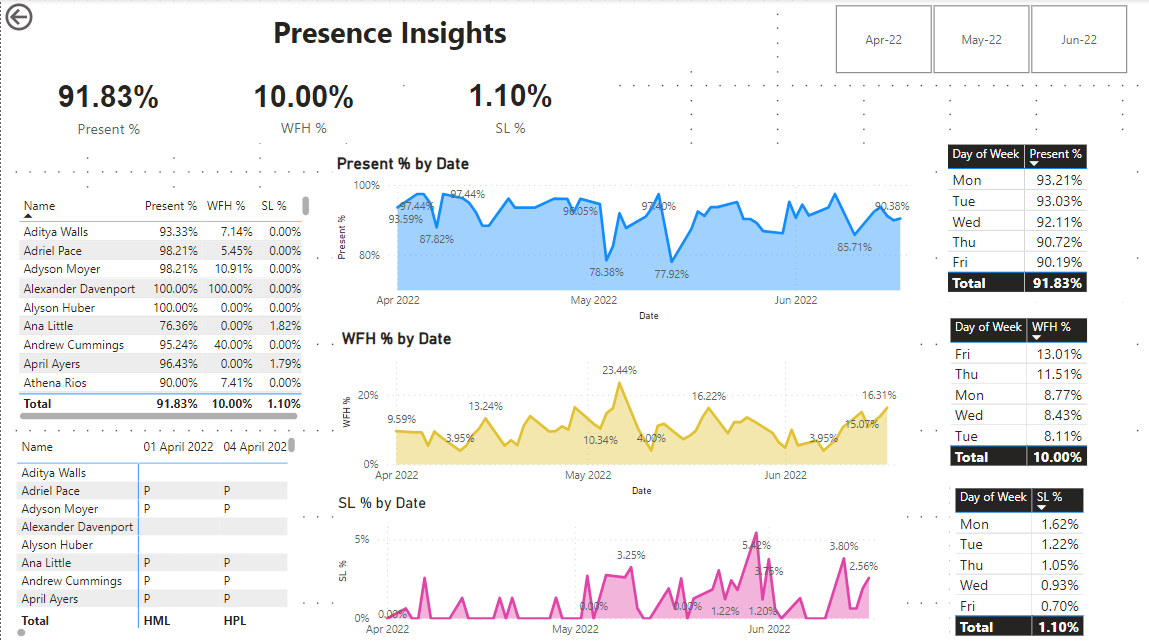 Presence Insights
Apr-22 May-22 Jun-22
91.83% 10.00% 1.10%
Present % WFH % SL %
Name Present % WFH % SL %
Aditya Walls 93.33% 7.14% 0.00%
Adriel Pace 98.21% 5.45% 0.00%
Adyson Moyer 98.21% 10.91% 0.00%
Alexander Davenport 100.00% 100.00% 0.00%
Alyson Huber 100.00% 0.00% 0.00%
Ana Little 76.36% 0.00% 1.82%
Andrew Cummings 95.24% 40.00% 0.00%
April Ayers 96.43% 0.00% 1.79%
Athena Rios 90.00% 7.41% 0.00%
Total 91.83% 10.00% 1.10%
Name 01 April 2022 04 April 202
Aditya Walls
Adriel Pace P P
Adyson Moyer P P
Alexander Davenport
Alyson Huber
Ana Little P P
Andrew Cummings P P
April Ayers P P
Total HML HPL
Present % by Date
Present %
100%
80%
93.59% 97.44% 87.82% 97.44% 96.05% 78.38% 97.40% 77.92% 85.71% 90.38%
Apr 2022 May 2022 Jun 2022
Date
WFH % by Date
WFH %
20%
0%
9.59% 3.95% 13.24% 10.34% 23.44% 4.00% 16.22% 3.95% 15.07% 16.31%
Apr 2022 May 2022 Jun 2022
Date
SL % by Date
SL %
5%
0%
0.00% 0.00% 3.25% 0.00% 1.22% 5.42% 1.20% 3.75% 3.80% 2.56%
Apr 2022 May 2022 Jun 2022
Day of Week Present %
Mon 93.21%
Tue 93.03%
Wed 92.11%
Thu 90.72%
Fri 90.19%
Total 91.83%
Day of Week WFH %
Fri 13.01%
Thu 11.51%
Mon 8.77%
Wed 8.43%
Tue 8.11%
Total 10.00%
Day of Week SL %
Mon 1.62%
Tue 1.22%
Thu 1.05%
Wed 0.93%
Fri 0.70%
Total 1.10%